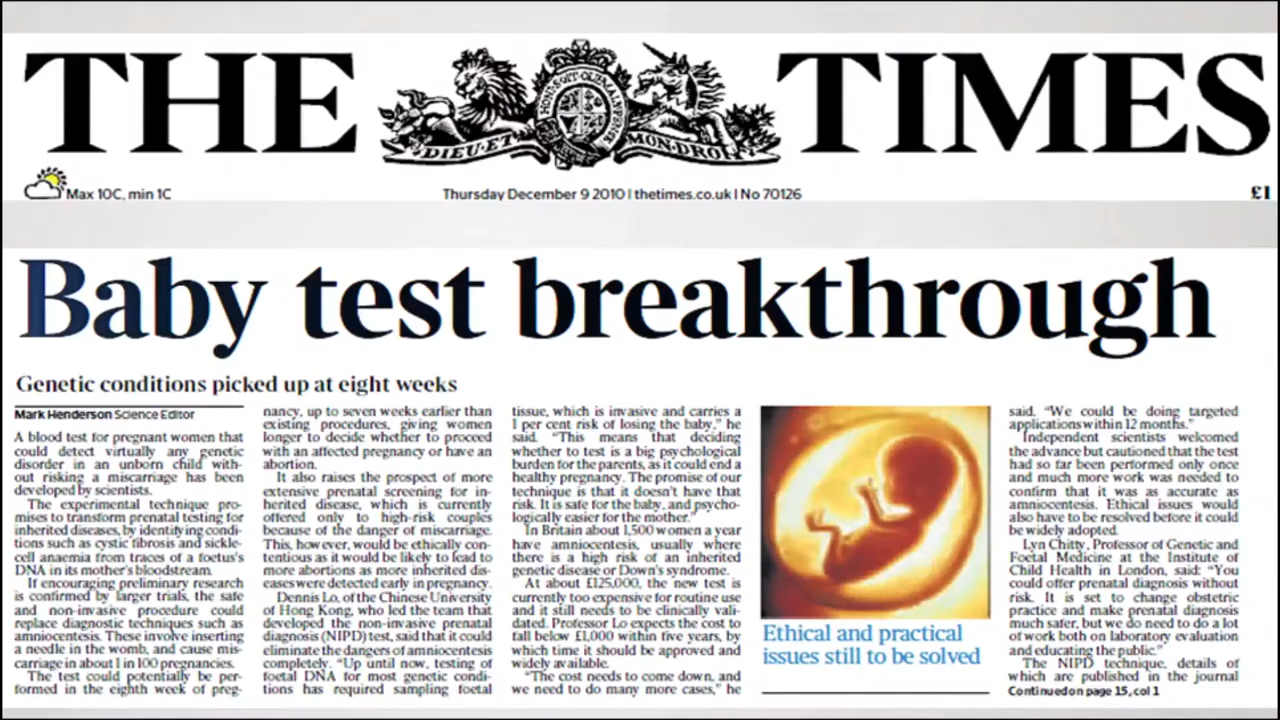 THE TIMES
DIEU·ET MON·DROIT
Max 10C, min 1C
Thursday December 9 2010 | thetimes.co.uk | No 70126
£1
Baby test breakthrough
Genetic conditions picked up at eight weeks
Mark Henderson Science Editor
A blood test for pregnant women that
could detect virtually any genetic
disorder in an unborn child with-
out risking a miscarriage has been
developed by scientists.
The experimental technique pro-
mises to transform prenatal testing for
inherited diseases, by identifying condi-
tions such as cystic fibrosis and sickle-
cell anaemia from traces of a foetus's
DNA in its mother's bloodstream.
If encouraging preliminary research
is confirmed by larger trials, the safe
and non-invasive procedure could
replace diagnostic techniques such as
amniocentesis. These involve inserting
a needle in the womb, and cause mis-
carriage in about 1 in 100 pregnancies.
The test could potentially be per-
formed in the eighth week of preg-
nancy, up to seven weeks earlier than
existing procedures, giving women
longer to decide whether to proceed
with an affected pregnancy or have an
abortion.
It also raises the prospect of more
extensive prenatal screening for in-
herited disease, which is currently
offered only to high-risk couples
because of the danger of miscarriage.
This, however, would be ethically con-
tentious as it would be likely to lead to
more abortions as more inherited dis-
eases were detected early in pregnancy.
Dennis Lo, of the Chinese University
of Hong Kong, who led the team that
developed the non-invasive prenatal
diagnosis (NIPD) test, said that it could
eliminate the dangers of amniocentesis
completely. "Up until now, testing of
foetal DNA for most genetic condi-
tions has required sampling foetal
tissue, which is invasive and carries a
1 per cent risk of losing the baby," he
said. "This means that deciding
whether to test is a big psychological
burden for the parents, as it could end a
healthy pregnancy. The promise of our
technique is that it doesn't have that
risk. It is safe for the baby, and psycho-
logically easier for the mother."
In Britain about 1,500 women a year
have amniocentesis, usually where
there is a high risk of an inherited
genetic disease or Down's syndrome.
At about £125,000, the new test is
currently too expensive for routine use
and it still needs to be clinically vali-
dated. Professor Lo expects the cost to
fall below £1,000 within five years, by
which time it should be approved and
widely available.
"The cost needs to come down, and
we need to do many more cases," he
Ethical and practical
issues still to be solved
said. "We could be doing targeted
applications within 12 months."
Independent scientists welcomed
the advance but cautioned that the test
had so far been performed only once
and much more work was needed to
confirm that it was as accurate as
amniocentesis. Ethical issues would
also have to be resolved before it could
be widely adopted.
Lyn Chitty, Professor of Genetic and
Foetal Medicine at the Institute of
Child Health in London, said: "You
could offer prenatal diagnosis without
risk. It is set to change obstetric
practice and make prenatal diagnosis
much safer, but we do need to do a lot
of work both on laboratory evaluation
and educating the public."
The NIPD technique, details of
which are published in the journal
Continued on page 15, col 1